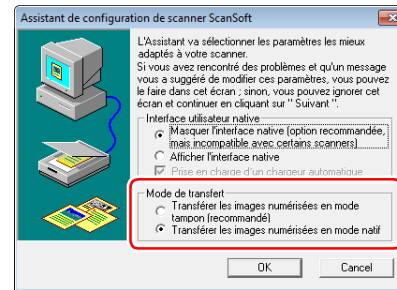 Assistant de configuration de scanner ScanSoft
L'Assistant va sélectionner les paramètres les mieux
adaptés à votre scanner.
Si vous avez rencontré des problèmes et qu'un message
vous a suggéré de modifier ces paramètres, vous pouvez
le faire dans cet écran ; sinon, vous pouvez ignorer cet
écran et continuer en cliquant sur " Suivant ".
Interface utilisateur native
Masquer l'interface native (option recommandée,
mais incompatible avec certains scanners)
Afficher l'interface native
Prise en charge d'un chargeur automatique
Mode de transfert
Transférer les images numérisées en mode
tampon (recommandé)
Transférer les images numérisées en mode natif
OK
Cancel